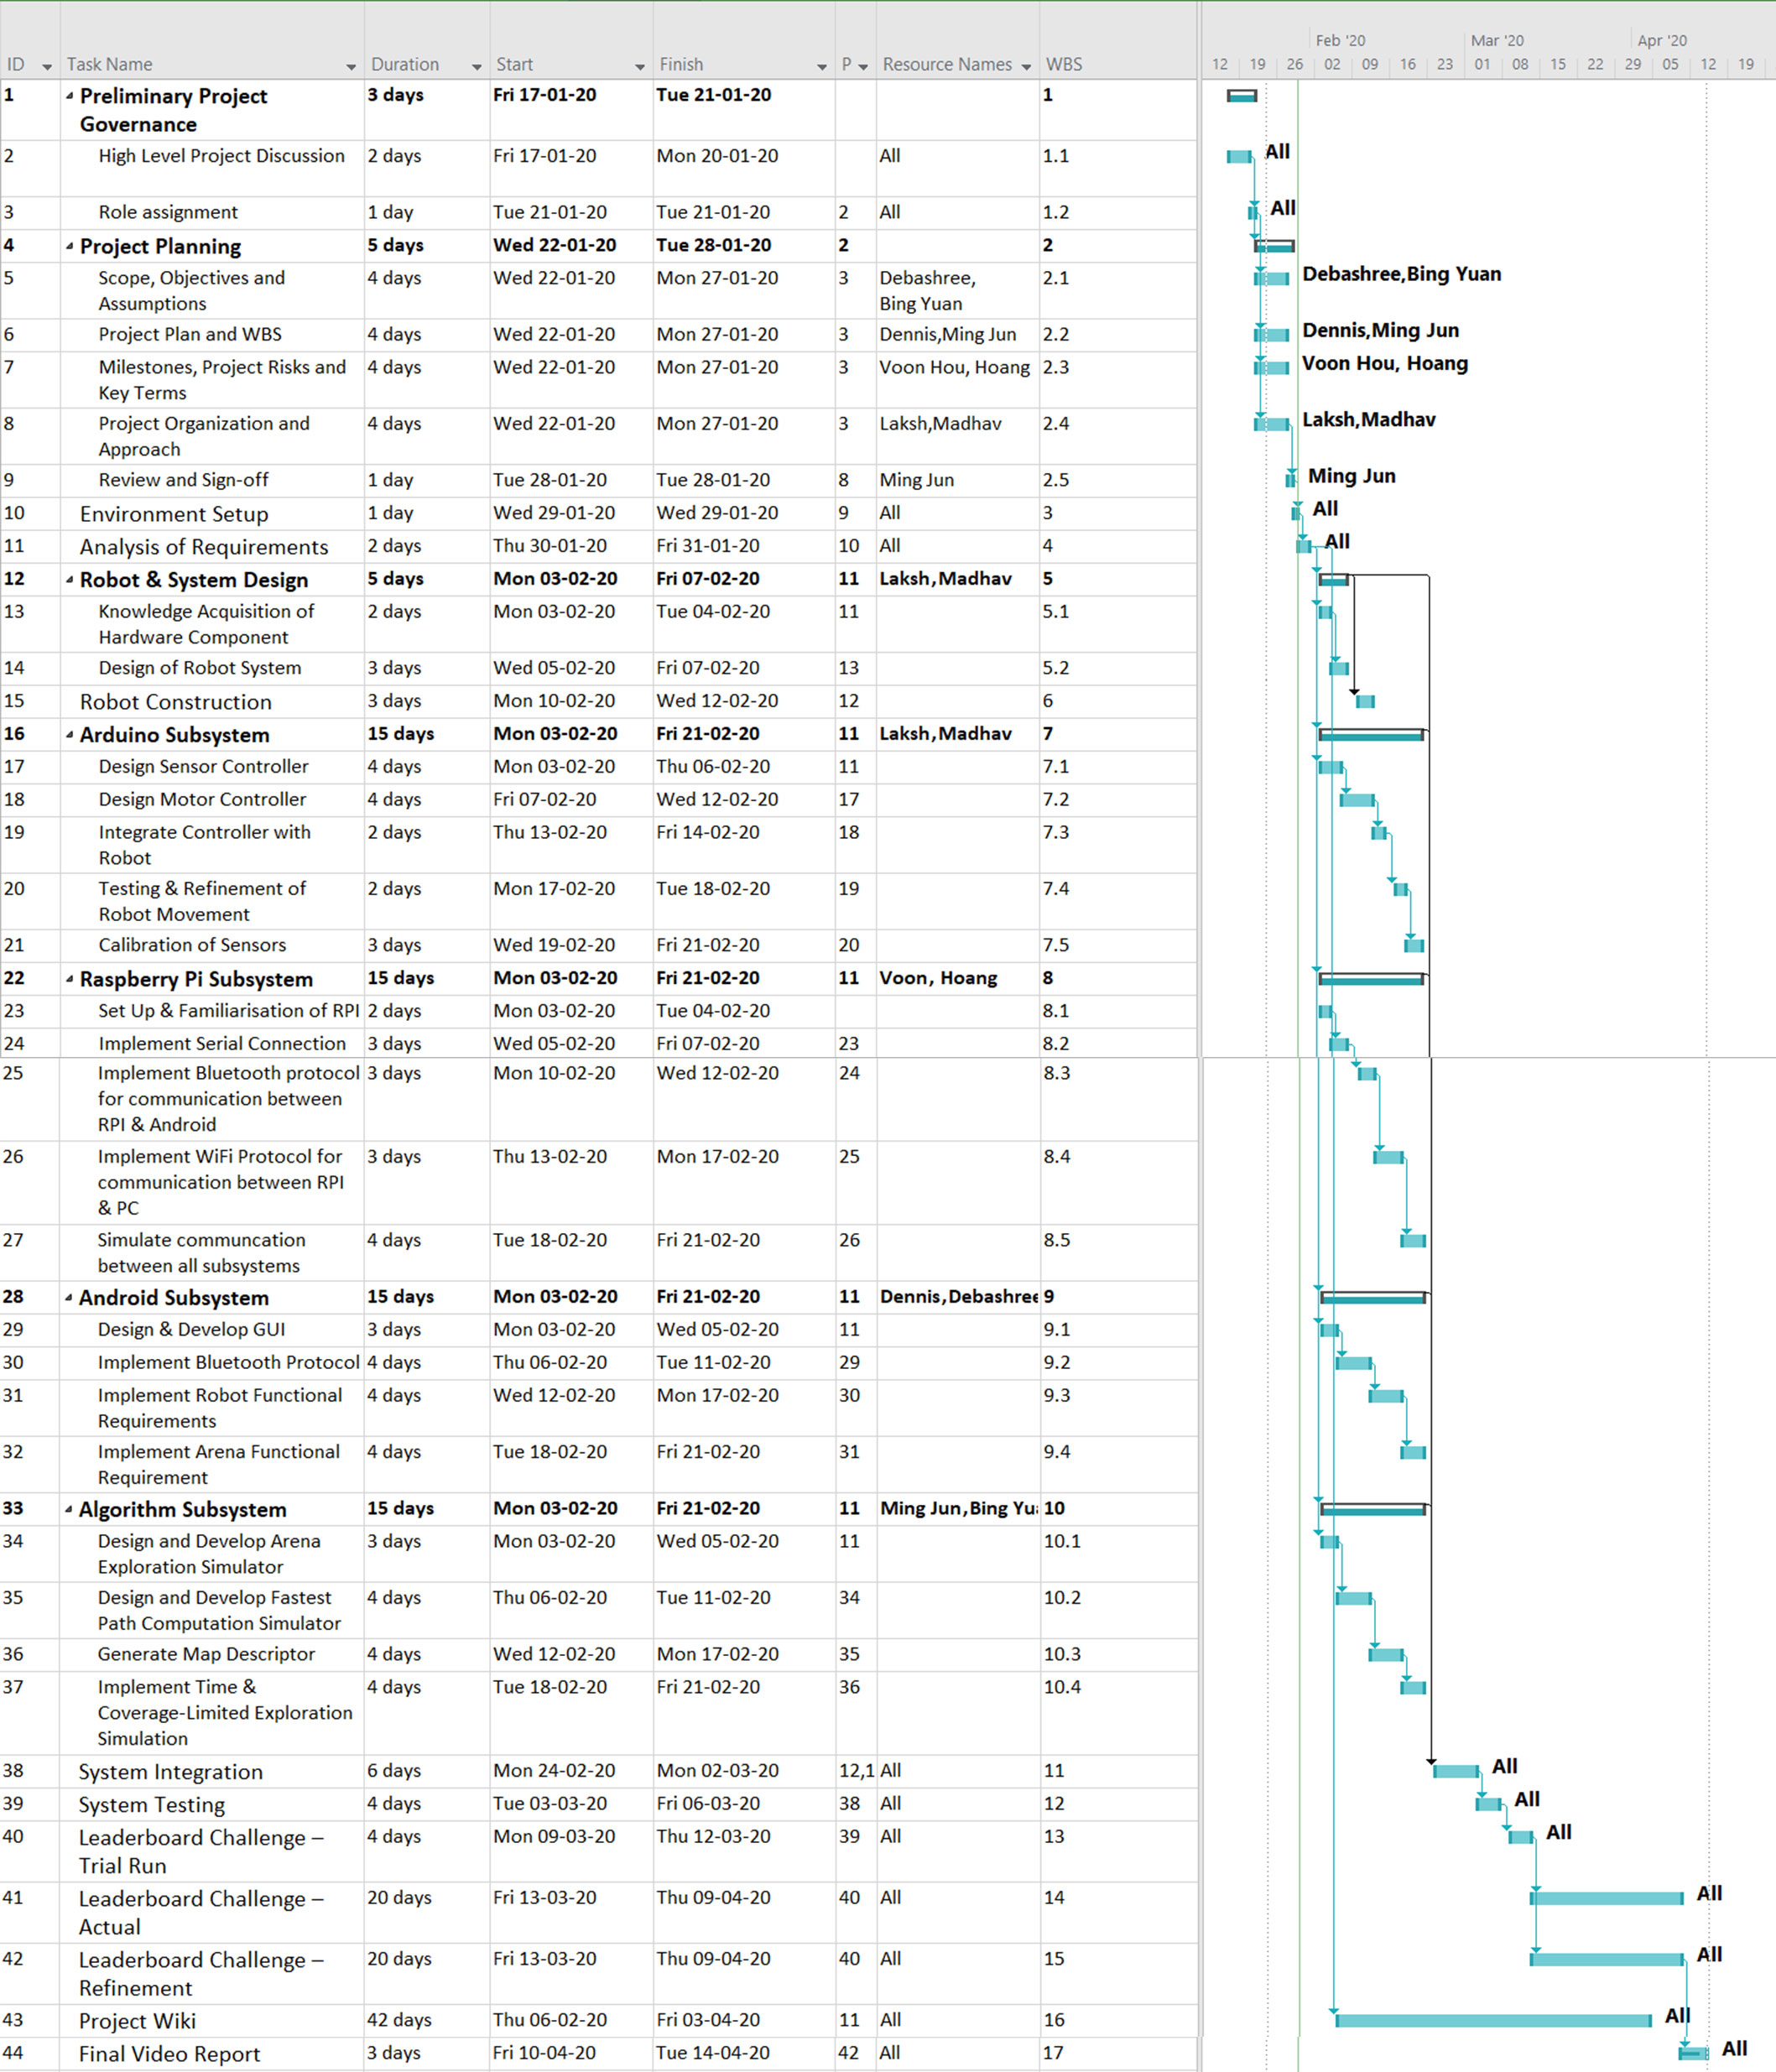 Feb '20 Mar '20 Apr '20
ID Task Name Duration Start Finish P Resource Names WBS 12 19 26 02 09 16 23 01 08 15 22 29 05 12 19
1 Preliminary Project 3 days Fri 17-01-20 Tue 21-01-20 1
Governance
2 High Level Project Discussion 2 days Fri 17-01-20 Mon 20-01-20 All 1.1 All
3 Role assignment 1 day Tue 21-01-20 Tue 21-01-20 2 All 1.2 All
4 Project Planning 5 days Wed 22-01-20 Tue 28-01-20 2 2
5 Scope, Objectives and 4 days Wed 22-01-20 Mon 27-01-20 3 Debashree, 2.1 Debashree,Bing Yuan
Assumptions Bing Yuan
6 Project Plan and WBS 4 days Wed 22-01-20 Mon 27-01-20 3 Dennis,Ming Jun 2.2 Dennis,Ming Jun
7 Milestones, Project Risks and 4 days Wed 22-01-20 Mon 27-01-20 3 Voon Hou, Hoang 2.3 Voon Hou, Hoang
Key Terms
8 Project Organization and 4 days Wed 22-01-20 Mon 27-01-20 3 Laksh,Madhav 2.4 Laksh,Madhav
Approach
9 Review and Sign-off 1 day Tue 28-01-20 Tue 28-01-20 8 Ming Jun 2.5 Ming Jun
10 Environment Setup 1 day Wed 29-01-20 Wed 29-01-20 9 All 3 All
11 Analysis of Requirements 2 days Thu 30-01-20 Fri 31-01-20 10 All 4 All
12 Robot & System Design 5 days Mon 03-02-20 Fri 07-02-20 11 Laksh,Madhav 5
13 Knowledge Acquisition of 2 days Mon 03-02-20 Tue 04-02-20 11 5.1
Hardware Component
14 Design of Robot System 3 days Wed 05-02-20 Fri 07-02-20 13 5.2
15 Robot Construction 3 days Mon 10-02-20 Wed 12-02-20 12 6
16 Arduino Subsystem 15 days Mon 03-02-20 Fri 21-02-20 11 Laksh,Madhav 7
17 Design Sensor Controller 4 days Mon 03-02-20 Thu 06-02-20 11 7.1
18 Design Motor Controller 4 days Fri 07-02-20 Wed 12-02-20 17 7.2
19 Integrate Controller with 2 days Thu 13-02-20 Fri 14-02-20 18 7.3
Robot
20 Testing & Refinement of 2 days Mon 17-02-20 Tue 18-02-20 19 7.4
Robot Movement
21 Calibration of Sensors 3 days Wed 19-02-20 Fri 21-02-20 20 7.5
22 Raspberry Pi Subsystem 15 days Mon 03-02-20 Fri 21-02-20 11 Voon, Hoang 8
23 Set Up & Familiarisation of RPI 2 days Mon 03-02-20 Tue 04-02-20 8.1
24 Implement Serial Connection 3 days Wed 05-02-20 Fri 07-02-20 23 8.2
25 Implement Bluetooth protocol 3 days Mon 10-02-20 Wed 12-02-20 24 8.3
for communication between
RPI & Android
26 Implement WiFi Protocol for 3 days Thu 13-02-20 Mon 17-02-20 25 8.4
communication between RPI
& PC
27 Simulate communcation 4 days Tue 18-02-20 Fri 21-02-20 26 8.5
between all subsystems
28 Android Subsystem 15 days Mon 03-02-20 Fri 21-02-20 11 Dennis,Debashree 9
29 Design & Develop GUI 3 days Mon 03-02-20 Wed 05-02-20 11 9.1
30 Implement Bluetooth Protocol 4 days Thu 06-02-20 Tue 11-02-20 29 9.2
31 Implement Robot Functional 4 days Wed 12-02-20 Mon 17-02-20 30 9.3
Requirements
32 Implement Arena Functional 4 days Tue 18-02-20 Fri 21-02-20 31 9.4
Requirement
33 Algorithm Subsystem 15 days Mon 03-02-20 Fri 21-02-20 11 Ming Jun,Bing Yu 10
34 Design and Develop Arena 3 days Mon 03-02-20 Wed 05-02-20 11 10.1
Exploration Simulator
35 Design and Develop Fastest 4 days Thu 06-02-20 Tue 11-02-20 34 10.2
Path Computation Simulator
36 Generate Map Descriptor 4 days Wed 12-02-20 Mon 17-02-20 35 10.3
37 Implement Time & 4 days Tue 18-02-20 Fri 21-02-20 36 10.4
Coverage-Limited Exploration
Simulation
38 System Integration 6 days Mon 24-02-20 Mon 02-03-20 12,1 All 11 All
39 System Testing 4 days Tue 03-03-20 Fri 06-03-20 38 All 12 All
40 Leaderboard Challenge – 4 days Mon 09-03-20 Thu 12-03-20 39 All 13 All
Trial Run
41 Leaderboard Challenge – 20 days Fri 13-03-20 Thu 09-04-20 40 All 14 All
Actual
42 Leaderboard Challenge – 20 days Fri 13-03-20 Thu 09-04-20 40 All 15 All
Refinement
43 Project Wiki 42 days Thu 06-02-20 Fri 03-04-20 11 All 16 All
44 Final Video Report 3 days Fri 10-04-20 Tue 14-04-20 42 All 17 All